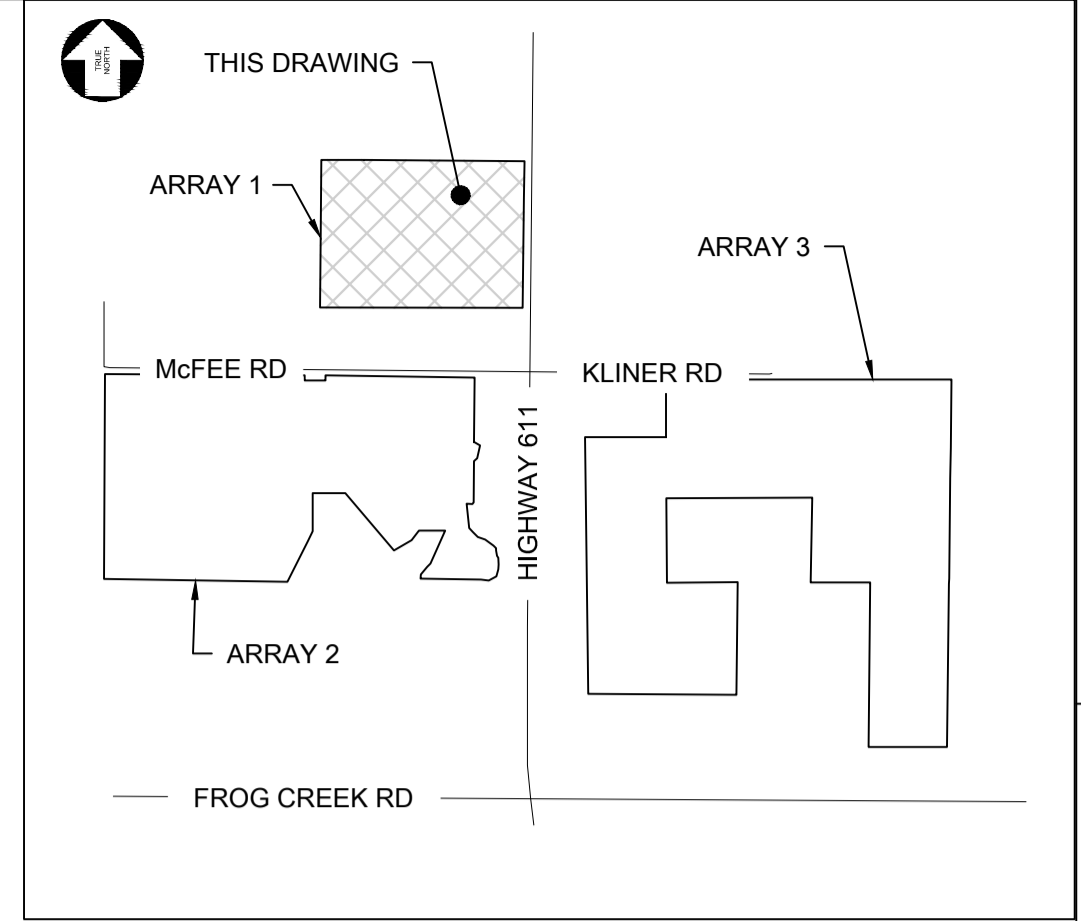 TRUE
NORTH
THIS DRAWING
ARRAY 1
ARRAY 3
McFEE RD
KLINER RD
HIGHWAY 611
ARRAY 2
FROG CREEK RD